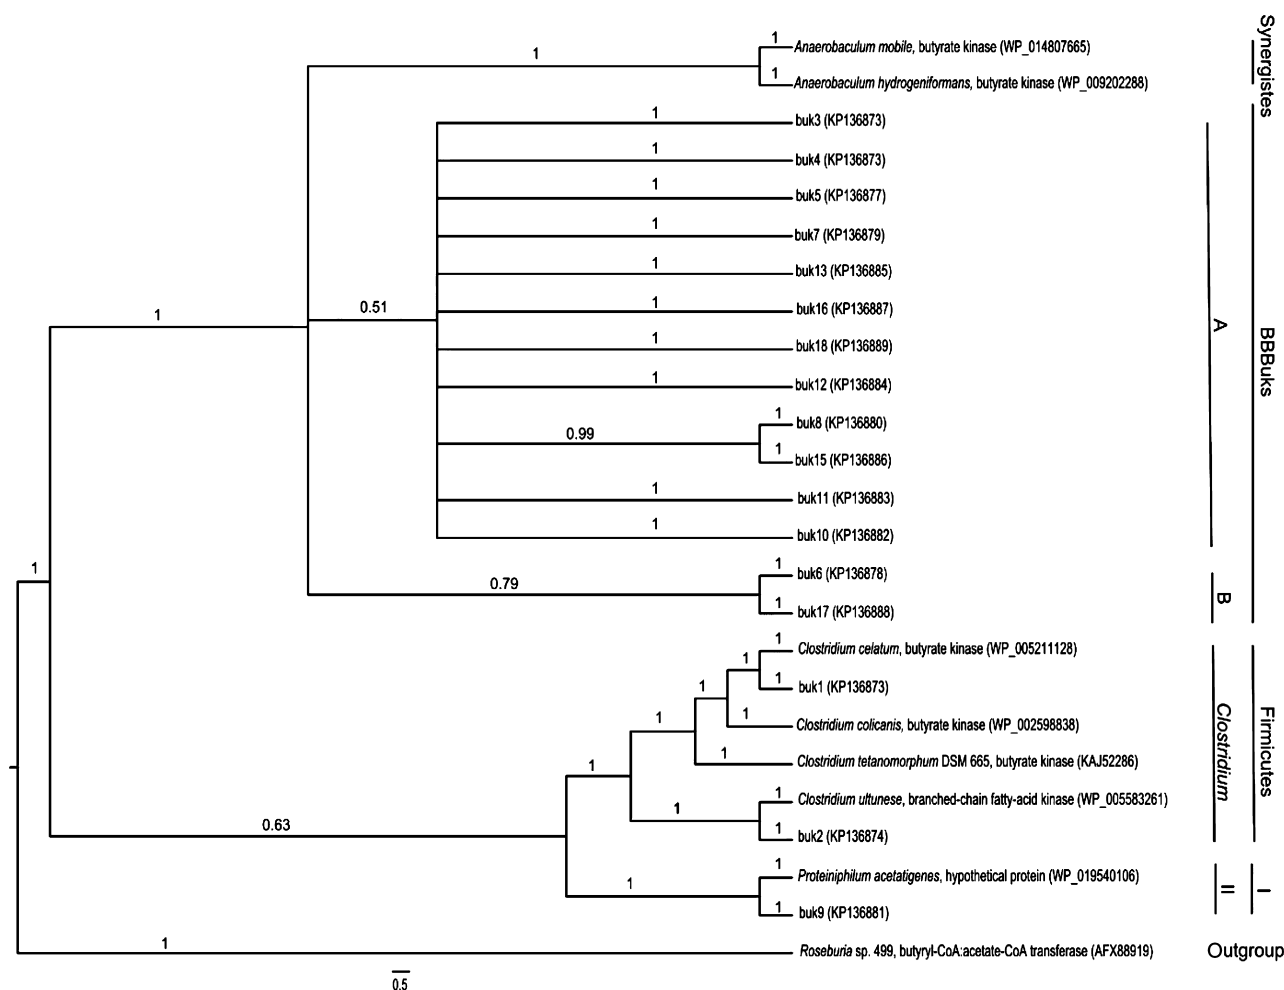 Synergistes
1
1
Anaerobaculum mobile, butyrate kinase (WP_014807665)
1
Anaerobaculum hydrogeniformans, butyrate kinase (WP_009202288)
1
buk3 (KP136873)
1
buk4 (KP136873)
1
buk5 (KP136877)
1
buk7 (KP136879)
1
buk13 (KP136885)
1
buk16 (KP136887)
1
buk18 (KP136889)
1
buk12 (KP136884)
1
0.51
A
BBBuks
0.99
1
buk8 (KP136880)
1
buk15 (KP136886)
1
buk11 (KP136883)
1
buk10 (KP136882)
1
0.79
1
buk6 (KP136878)
1
buk17 (KP136888)
B
1
Clostridium celatum, butyrate kinase (WP_005211128)
1
1
buk1 (KP136873)
1
1
Clostridium colicanis, butyrate kinase (WP_002598838)
1
1
Clostridium tetanomorphum DSM 665, butyrate kinase (KAJ52286)
1
1
Clostridium ultunese, branched-chain fatty-acid kinase (WP_005583261)
1
1
buk2 (KP136874)
Clostridium
Firmicutes
0.63
1
Proteiniphilum acetatigenes, hypothetical protein (WP_019540106)
1
1
buk9 (KP136881)
II
I
1
Roseburia sp. 499, butyryl-CoA:acetate-CoA transferase (AFX88919)
Outgroup
0.5